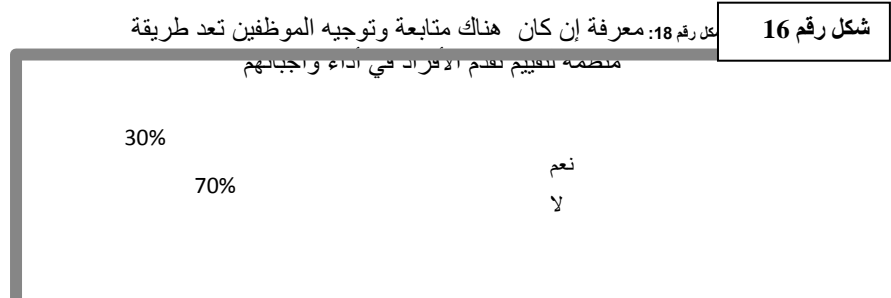 شكل رقم 16
كل رقم 18: معرفة إن كان هناك متابعة وتوجيه الموظفين تعد طريقة
منظمة لتقييم تقدم الأفراد في أداء واجباتهم
30%
نعم
70%
لا